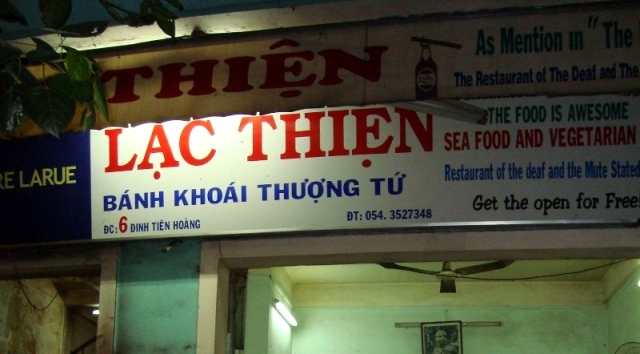 THIỆN
As Mention in "The
The Restaurant of The Deaf and The
RE LARUE
LẠC THIỆN
BÁNH KHOÁI THƯỢNG TỨ
ĐC: 6 ĐINH TIÊN HOÀNG
ĐT: 054. 3527348
THE FOOD IS AWESOME
SEA FOOD AND VEGETARIAN
Restaurant of the deaf and the Mute Stated
Get the open for Free